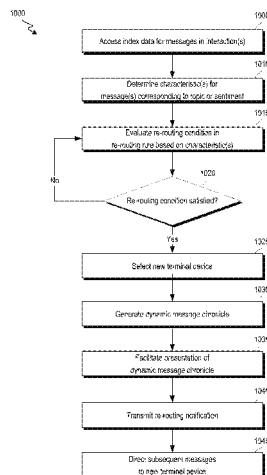 1000
1005
Access index data for messages in interaction(s)
1010
Determine characteristic(s) for
message(s) corresponding to topic or sentiment
1015
Evaluate re-routing condition in
re-routing rule based on characteristic(s)
1020
No
Re-routing condition satisfied?
Yes
1025
Select new terminal device
1030
Generate dynamic message chronicle
1035
Facilitate presentation of
dynamic message chronicle
1040
Transmit re-routing notification
1045
Direct subsequent messages
to new terminal device